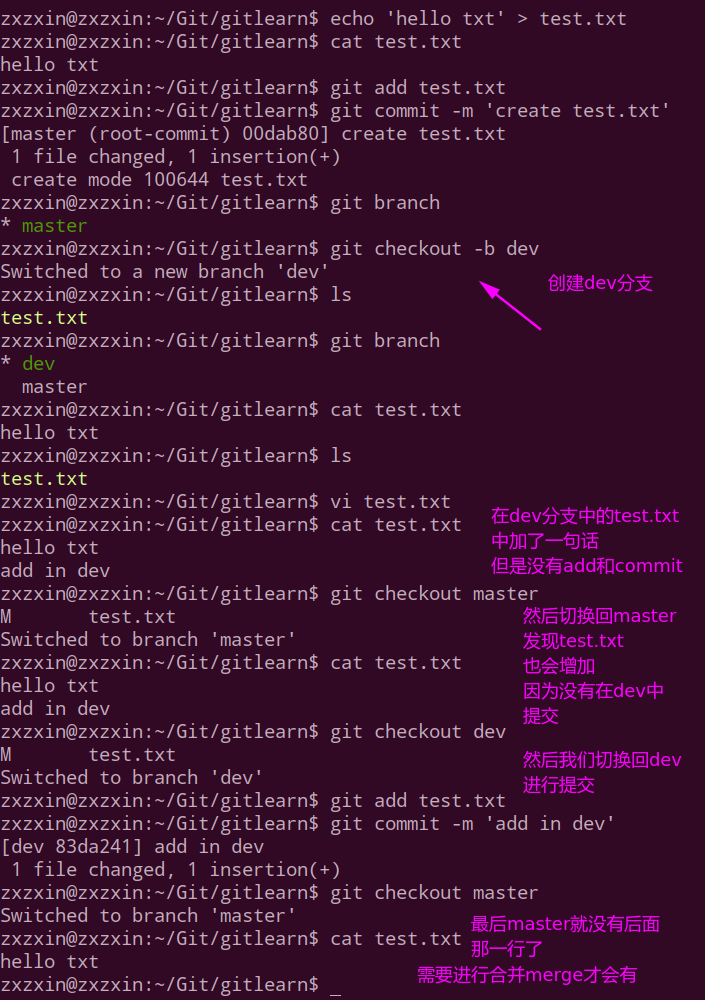 zxzxin@zxzxin:~/Git/gitlearn$ echo 'hello txt' > test.txt
zxzxin@zxzxin:~/Git/gitlearn$ cat test.txt
hello txt
zxzxin@zxzxin:~/Git/gitlearn$ git add test.txt
zxzxin@zxzxin:~/Git/gitlearn$ git commit -m 'create test.txt'
[master (root-commit) 00dab80] create test.txt
 1 file changed, 1 insertion(+)
 create mode 100644 test.txt
zxzxin@zxzxin:~/Git/gitlearn$ git branch
* master
zxzxin@zxzxin:~/Git/gitlearn$ git checkout -b dev
Switched to a new branch 'dev'
创建dev分支
zxzxin@zxzxin:~/Git/gitlearn$ ls
test.txt
zxzxin@zxzxin:~/Git/gitlearn$ git branch
* dev
  master
zxzxin@zxzxin:~/Git/gitlearn$ cat test.txt
hello txt
zxzxin@zxzxin:~/Git/gitlearn$ ls
test.txt
zxzxin@zxzxin:~/Git/gitlearn$ vi test.txt
zxzxin@zxzxin:~/Git/gitlearn$ cat test.txt
hello txt
add in dev
在dev分支中的test.txt
中加了一句话
但是没有add和commit
zxzxin@zxzxin:~/Git/gitlearn$ git checkout master
M       test.txt
Switched to branch 'master'
zxzxin@zxzxin:~/Git/gitlearn$ cat test.txt
hello txt
add in dev
然后切换回master
发现test.txt
也会增加
因为没有在dev中
提交
zxzxin@zxzxin:~/Git/gitlearn$ git checkout dev
M       test.txt
Switched to branch 'dev'
然后我们切换回dev
进行提交
zxzxin@zxzxin:~/Git/gitlearn$ git add test.txt
zxzxin@zxzxin:~/Git/gitlearn$ git commit -m 'add in dev'
[dev 83da241] add in dev
 1 file changed, 1 insertion(+)
zxzxin@zxzxin:~/Git/gitlearn$ git checkout master
Switched to branch 'master'
zxzxin@zxzxin:~/Git/gitlearn$ cat test.txt
hello txt
最后master就没有后面
那一行了
需要进行合并merge才会有
zxzxin@zxzxin:~/Git/gitlearn$ _